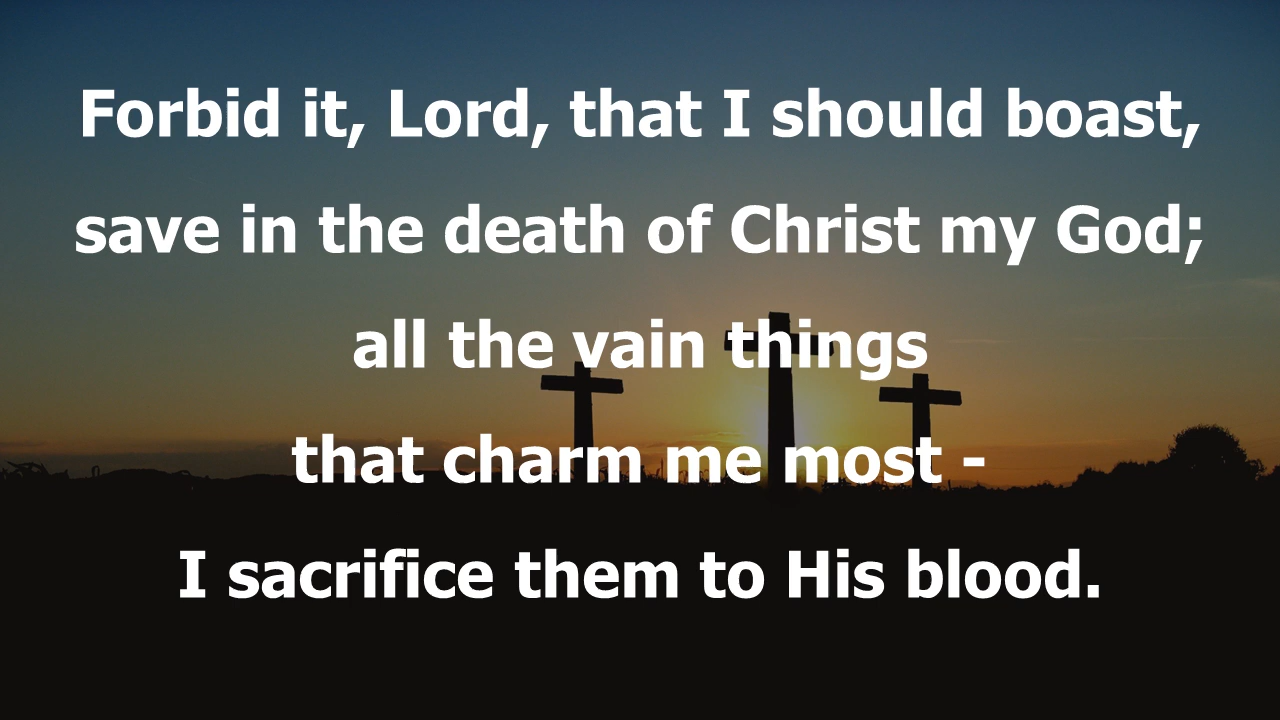 Forbid it, Lord, that I should boast,
save in the death of Christ my God;
all the vain things
that charm me most -
I sacrifice them to His blood.